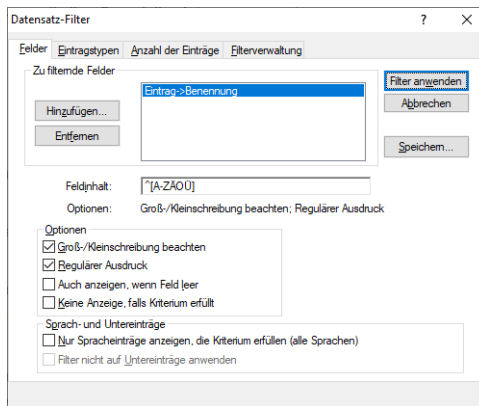 Datensatz-Filter ? ×
Felder Eintragstypen Anzahl der Einträge Filterverwaltung
Zu filternde Felder
Eintrag->Benennung
Filter anwenden
Abbrechen
Hinzufügen...
Entfernen
Speichern...
Feldinhalt: ^[A-ZÄÖÜ]
Optionen: Groß-/Kleinschreibung beachten; Regulärer Ausdruck
Optionen
Groß-/Kleinschreibung beachten
Regulärer Ausdruck
Auch anzeigen, wenn Feld leer
Keine Anzeige, falls Kriterium erfüllt
Sprach- und Untereinträge
Nur Spracheinträge anzeigen, die Kriterium erfüllen (alle Sprachen)
Filter nicht auf Untereinträge anwenden